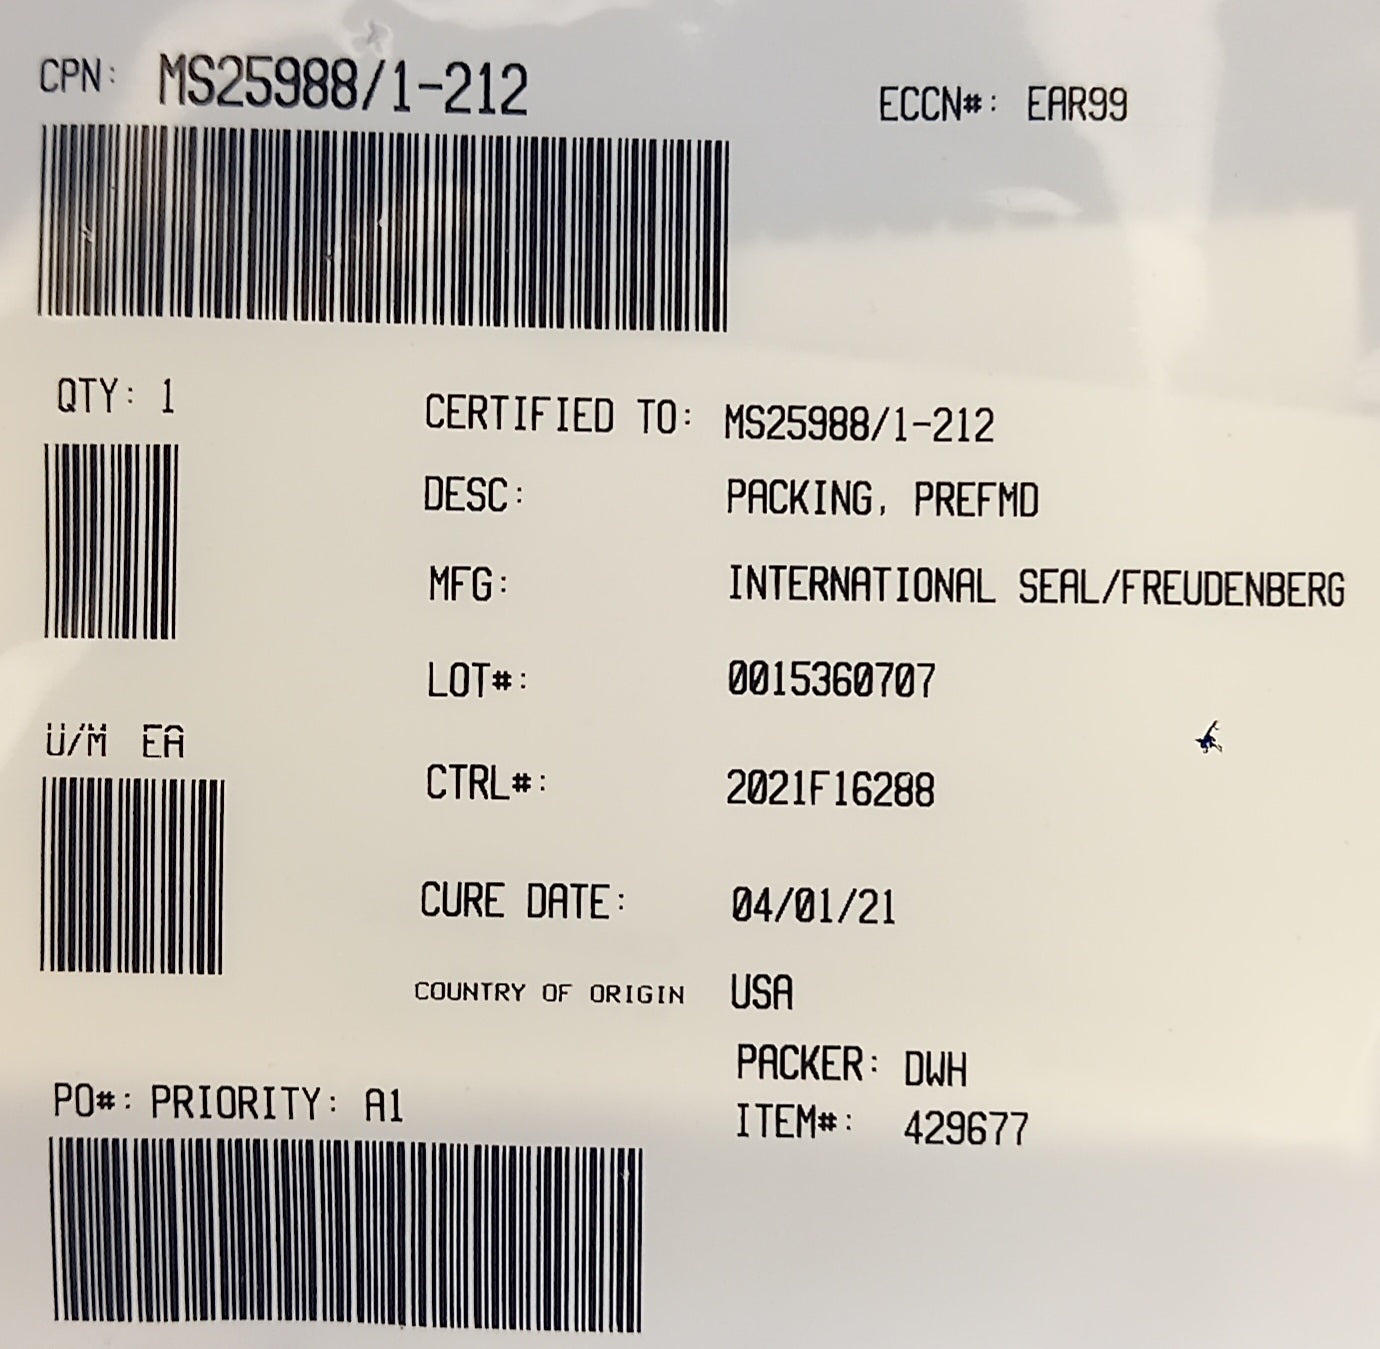 CPN: MS25988/1-212
ECCN#: EAR99
QTY: 1
CERTIFIED TO: MS25988/1-212
DESC: PACKING, PREFMD
MFG: INTERNATIONAL SEAL/FREUDENBERG
LOT#: 0015360707
U/M EA
CTRL#: 2021F16288
CURE DATE: 04/01/21
COUNTRY OF ORIGIN USA
PACKER: DWH
PO#: PRIORITY: A1
ITEM#: 429677